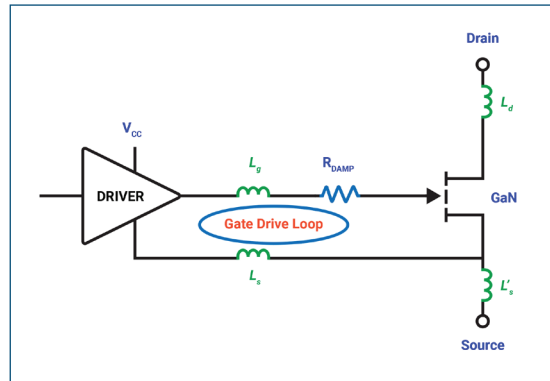 Drain
L_d
V_CC
L_g
R_DAMP
DRIVER
GaN
Gate Drive Loop
L_s
L'_s
Source